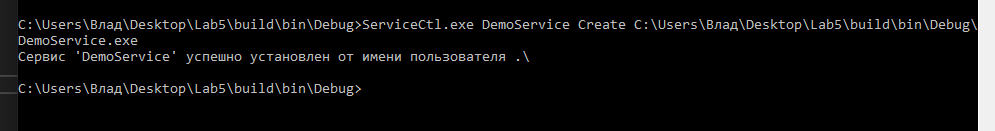 C:\Users\Влад\Desktop\Lab5\build\bin\Debug>ServiceCtl.exe DemoService Create C:\Users\Влад\Desktop\Lab5\build\bin\Debug\
DemoService.exe
Сервис 'DemoService' успешно установлен от имени пользователя .\
C:\Users\Влад\Desktop\Lab5\build\bin\Debug>